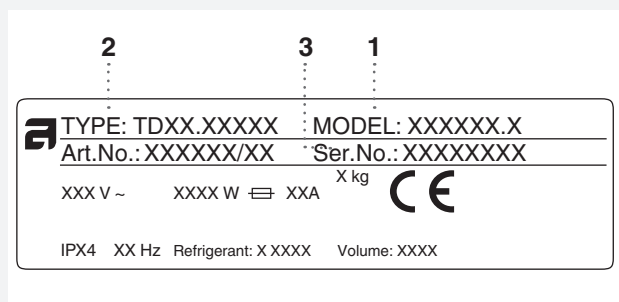 2 3 1
TYPE: TDXX.XXXXX MODEL: XXXXXX.X
Art.No.: XXXXXX/XX Ser.No.: XXXXXXXX
X kg
XXX V ~ XXXX W XXA CE
IPX4 XX Hz Refrigerant: X XXXX Volume: XXXX